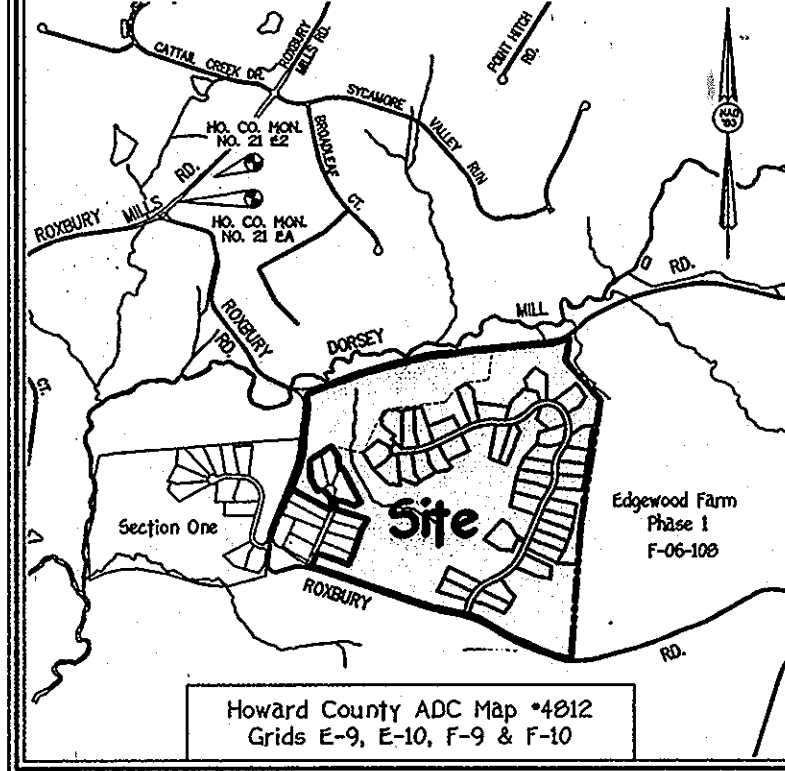 CATTAIL CREEK DR.
ROXBURY
MILLS RD.
POINT HITCH
RD.
SYCAMORE
VALLEY
RUN
NAD
'83
HO. CO. MON.
NO. 21 E2
BROADLEAF
CT.
ROXBURY
MILLS
RD.
HO. CO. MON.
NO. 21 EA
ROXBURY
RD.
DORSEY
MILL
RD.
Section One
Site
Edgewood Farm
Phase 1
F-06-108
ROXBURY
RD.
Howard County ADC Map *4812
Grids E-9, E-10, F-9 & F-10